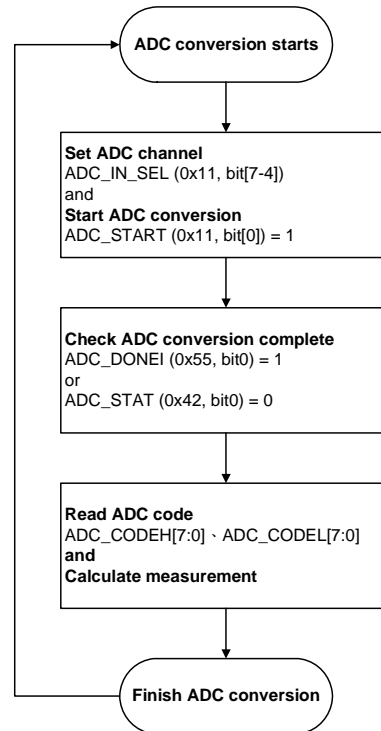 ADC conversion starts
Set ADC channel
ADC_IN_SEL (0x11, bit[7-4])
and
Start ADC conversion
ADC_START (0x11, bit[0]) = 1
Check ADC conversion complete
ADC_DONEI (0x55, bit0) = 1
or
ADC_STAT (0x42, bit0) = 0
Read ADC code
ADC_CODEH[7:0]、ADC_CODEL[7:0]
and
Calculate measurement
Finish ADC conversion